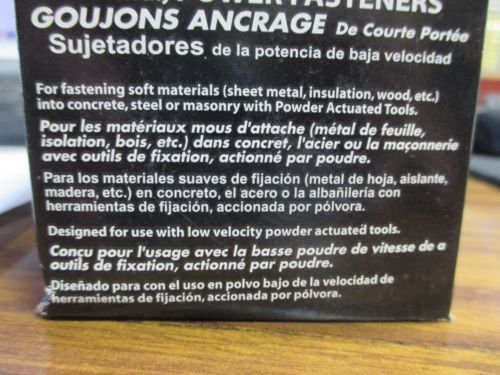 POWER FASTENERS
GOUJONS ANCRAGE De Courte Portée
Sujetadores de la potencia de baja velocidad
For fastening soft materials (sheet metal, insulation, wood, etc.)
into concrete, steel or masonry with Powder Actuated Tools.
Pour les matériaux mous d'attache (métal de feuille,
isolation, bois, etc.) dans concret, l'acier ou la maçonnerie
avec outils de fixation, actionné par poudre.
Para los materiales suaves de fijación (metal de hoja, aislante,
madera, etc.) en concreto, el acero o la albañilería con
herramientas de fijación, accionada por pólvora.
Designed for use with low velocity powder actuated tools.
Conçu pour l'usage avec la basse poudre de vitesse de a
outils de fixation, actionné par poudre.
Diseñado para con el uso en polvo bajo de la velocidad de
herramientas de fijación, accionada por pólvora.